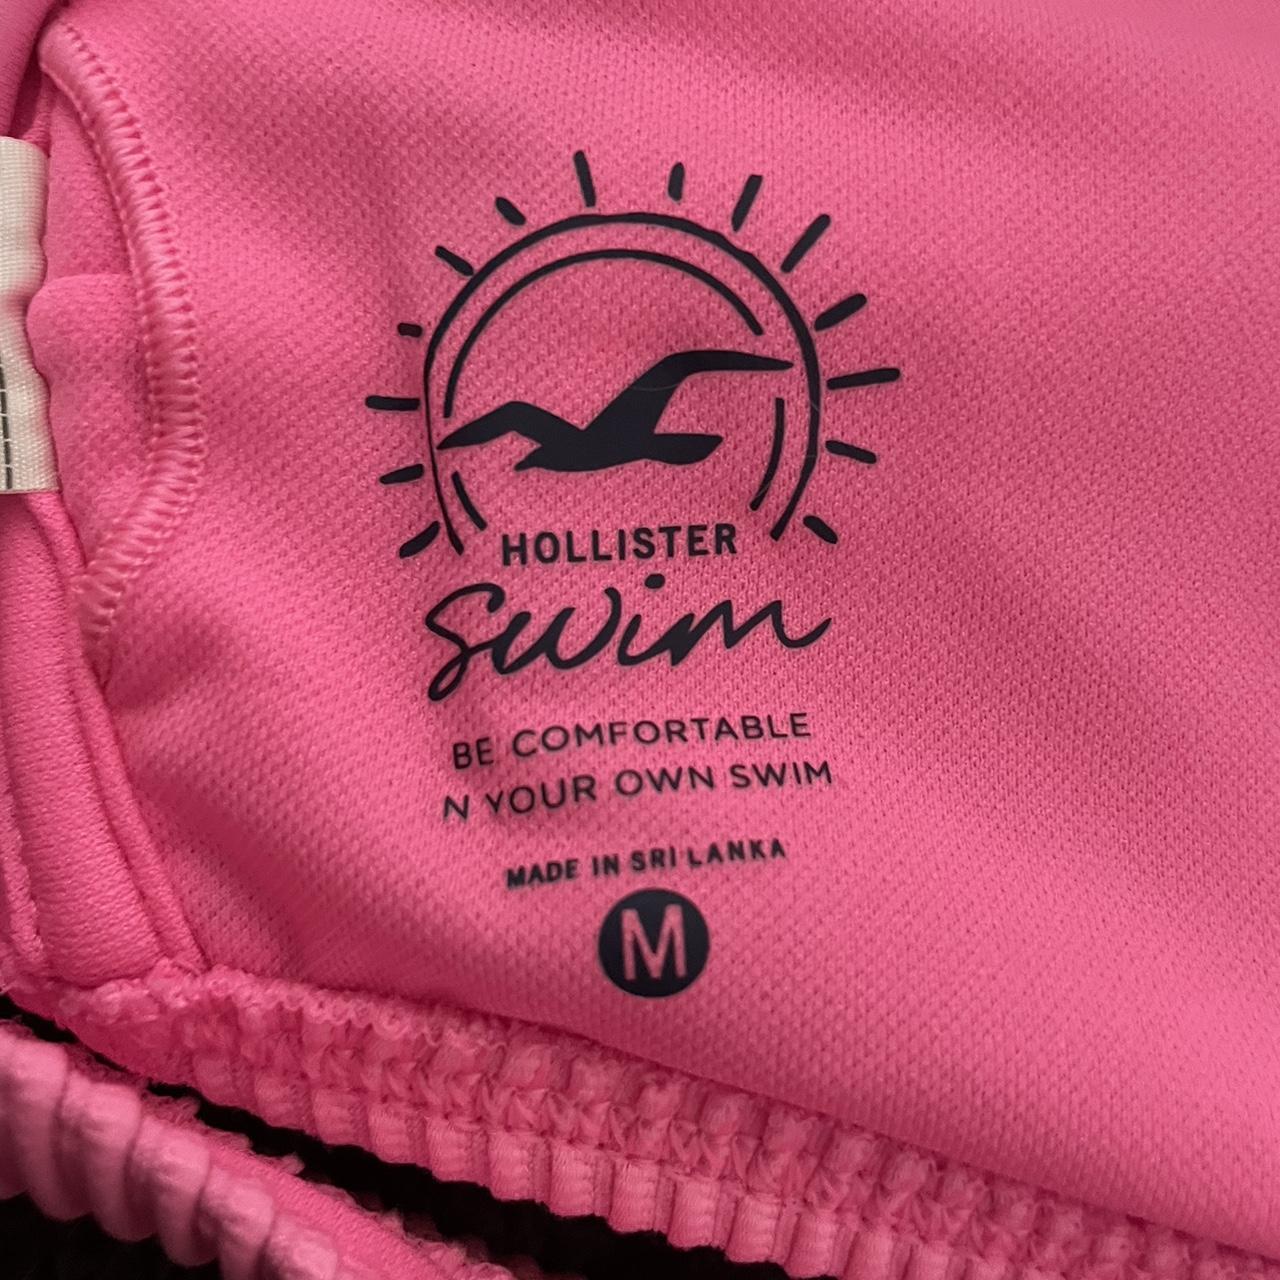 HOLLISTER
Swim
BE COMFORTABLE
N YOUR OWN SWIM
MADE IN SRI LANKA
M